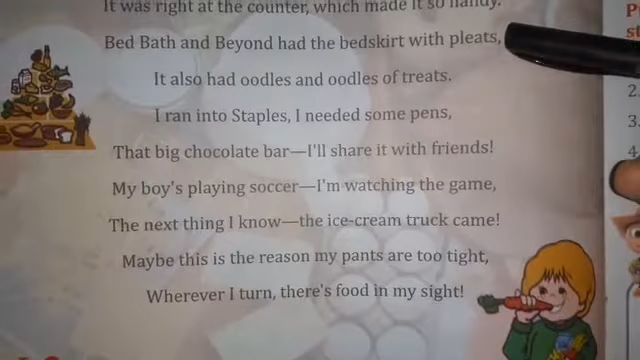 It was right at the counter, which made it so handy.
Bed Bath and Beyond had the bedskirt with pleats,
It also had oodles and oodles of treats.
I ran into Staples, I needed some pens,
That big chocolate bar—I'll share it with friends!
My boy's playing soccer—I'm watching the game,
The next thing I know—the ice-cream truck came!
Maybe this is the reason my pants are too tight,
Wherever I turn, there's food in my sight!
P
st
2.
3.
4